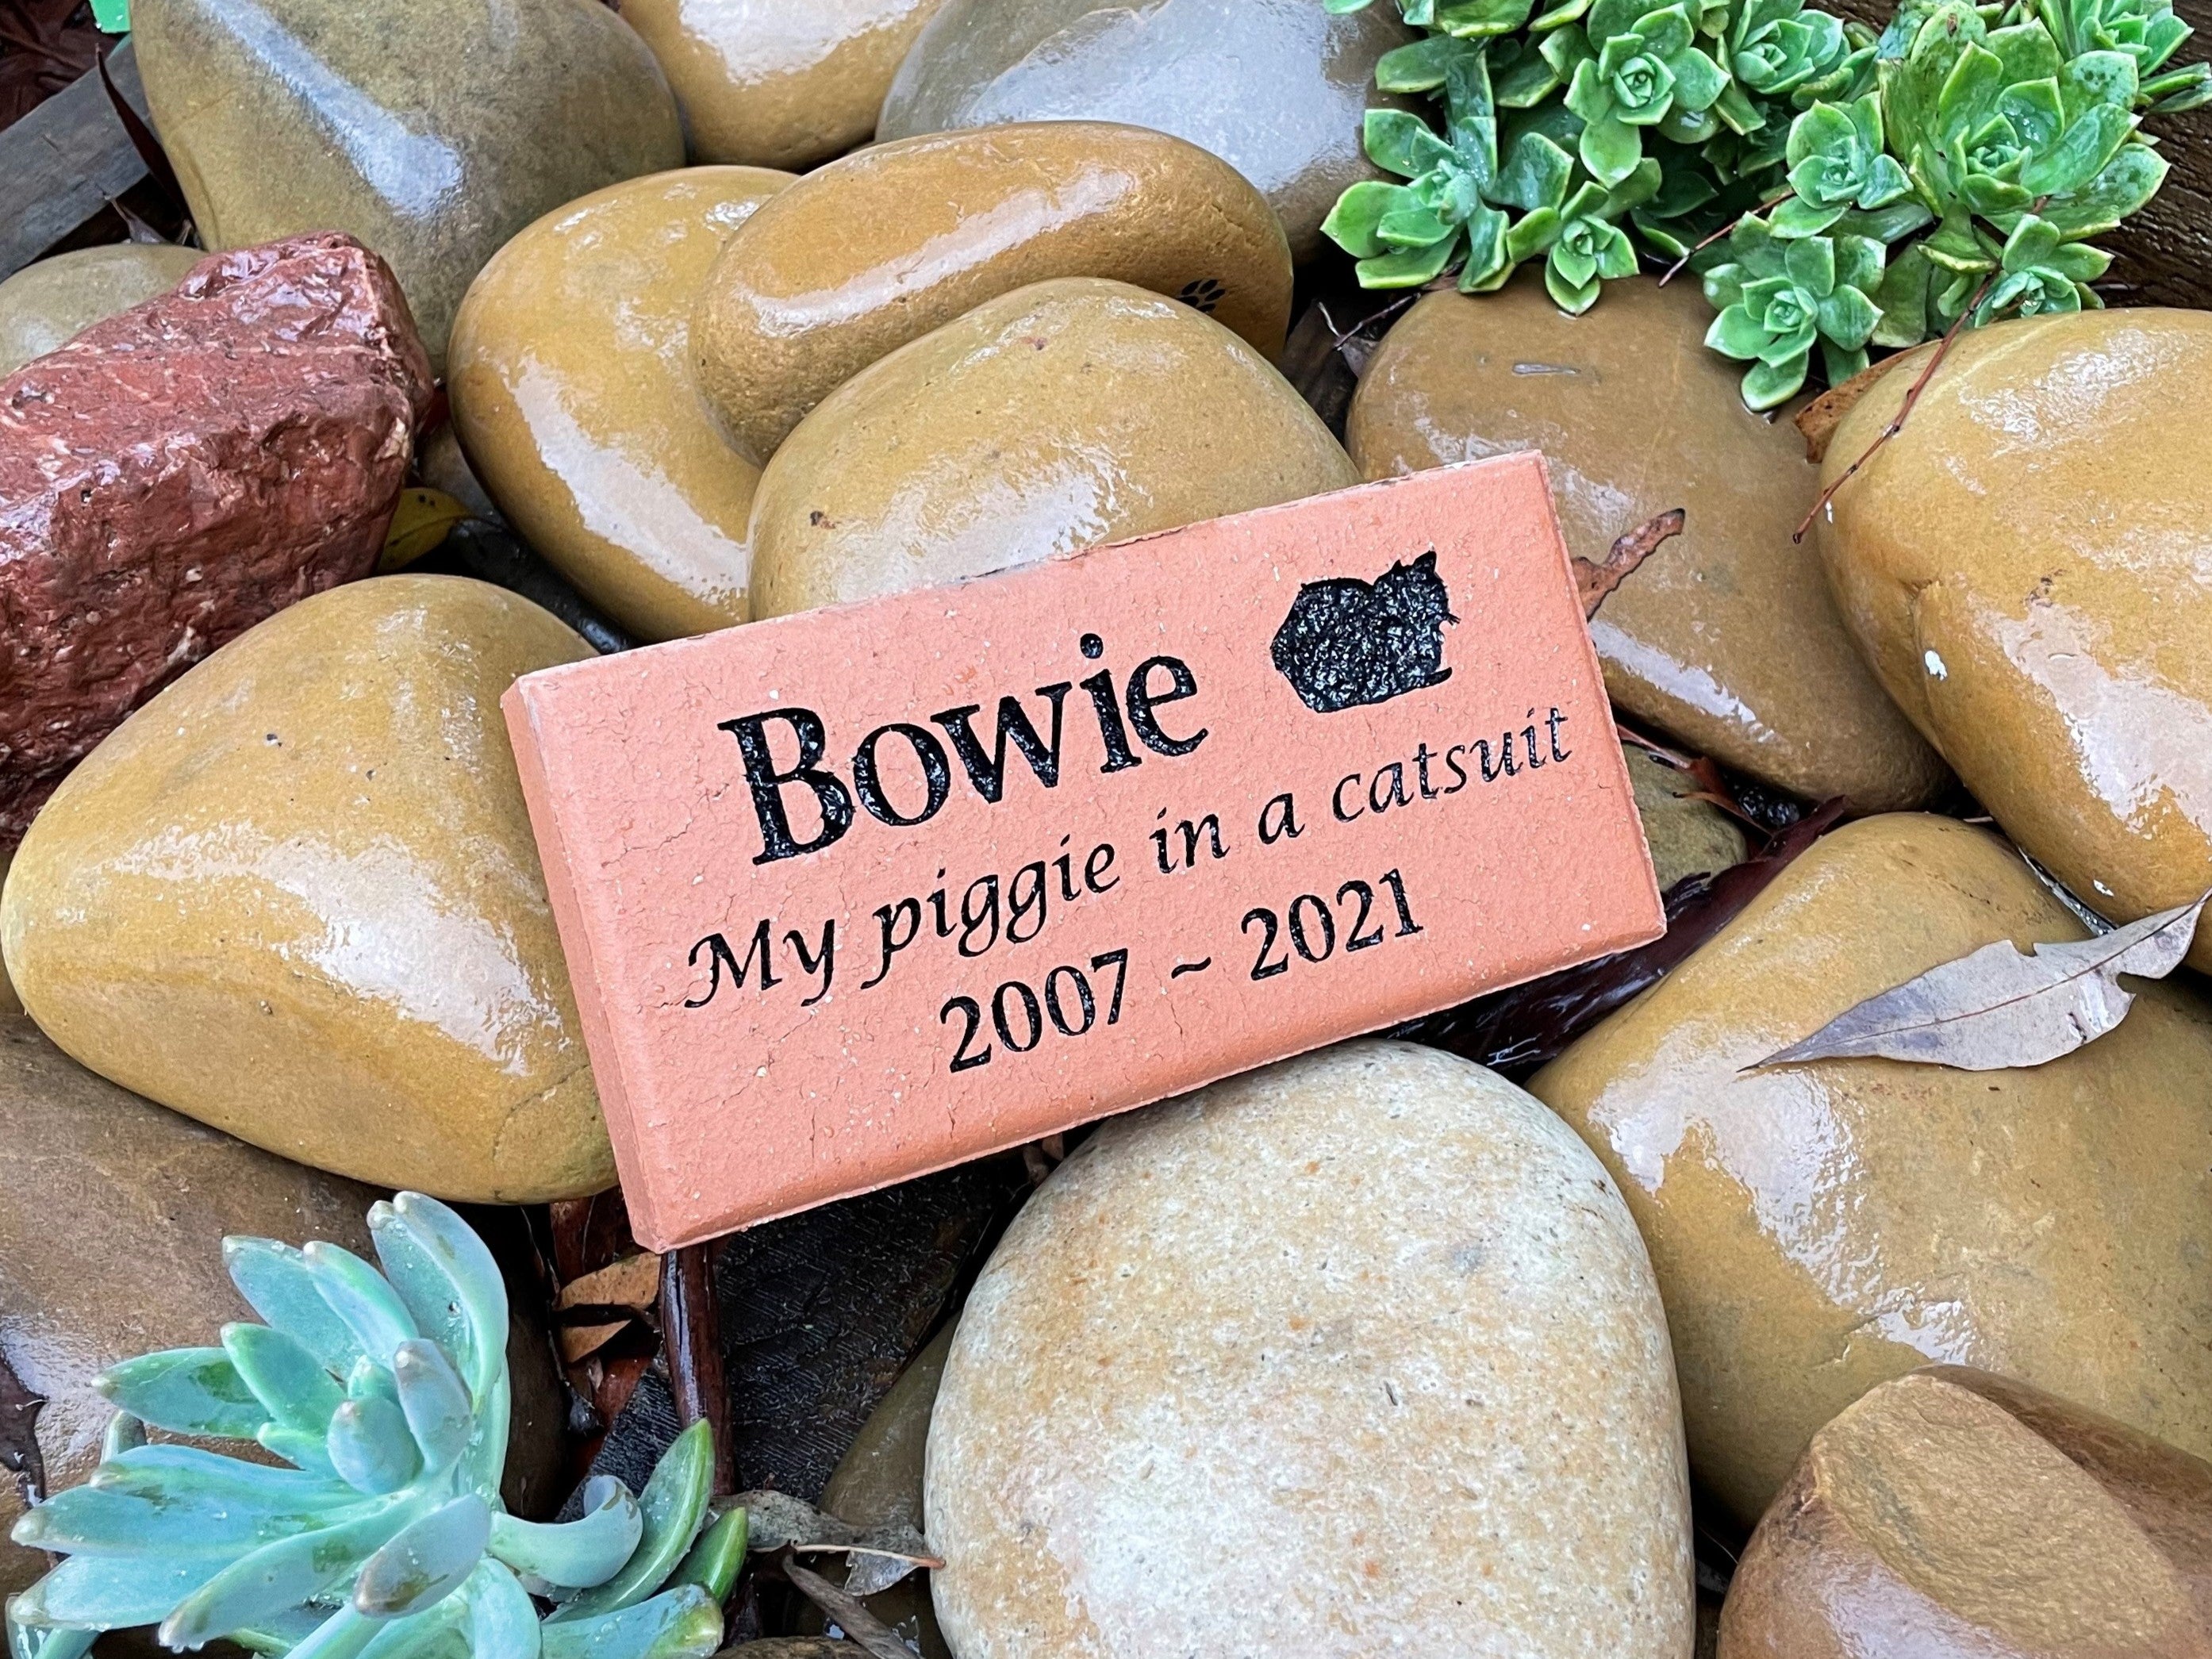 Bowie
My piggie in a catsuit
2007 ~ 2021